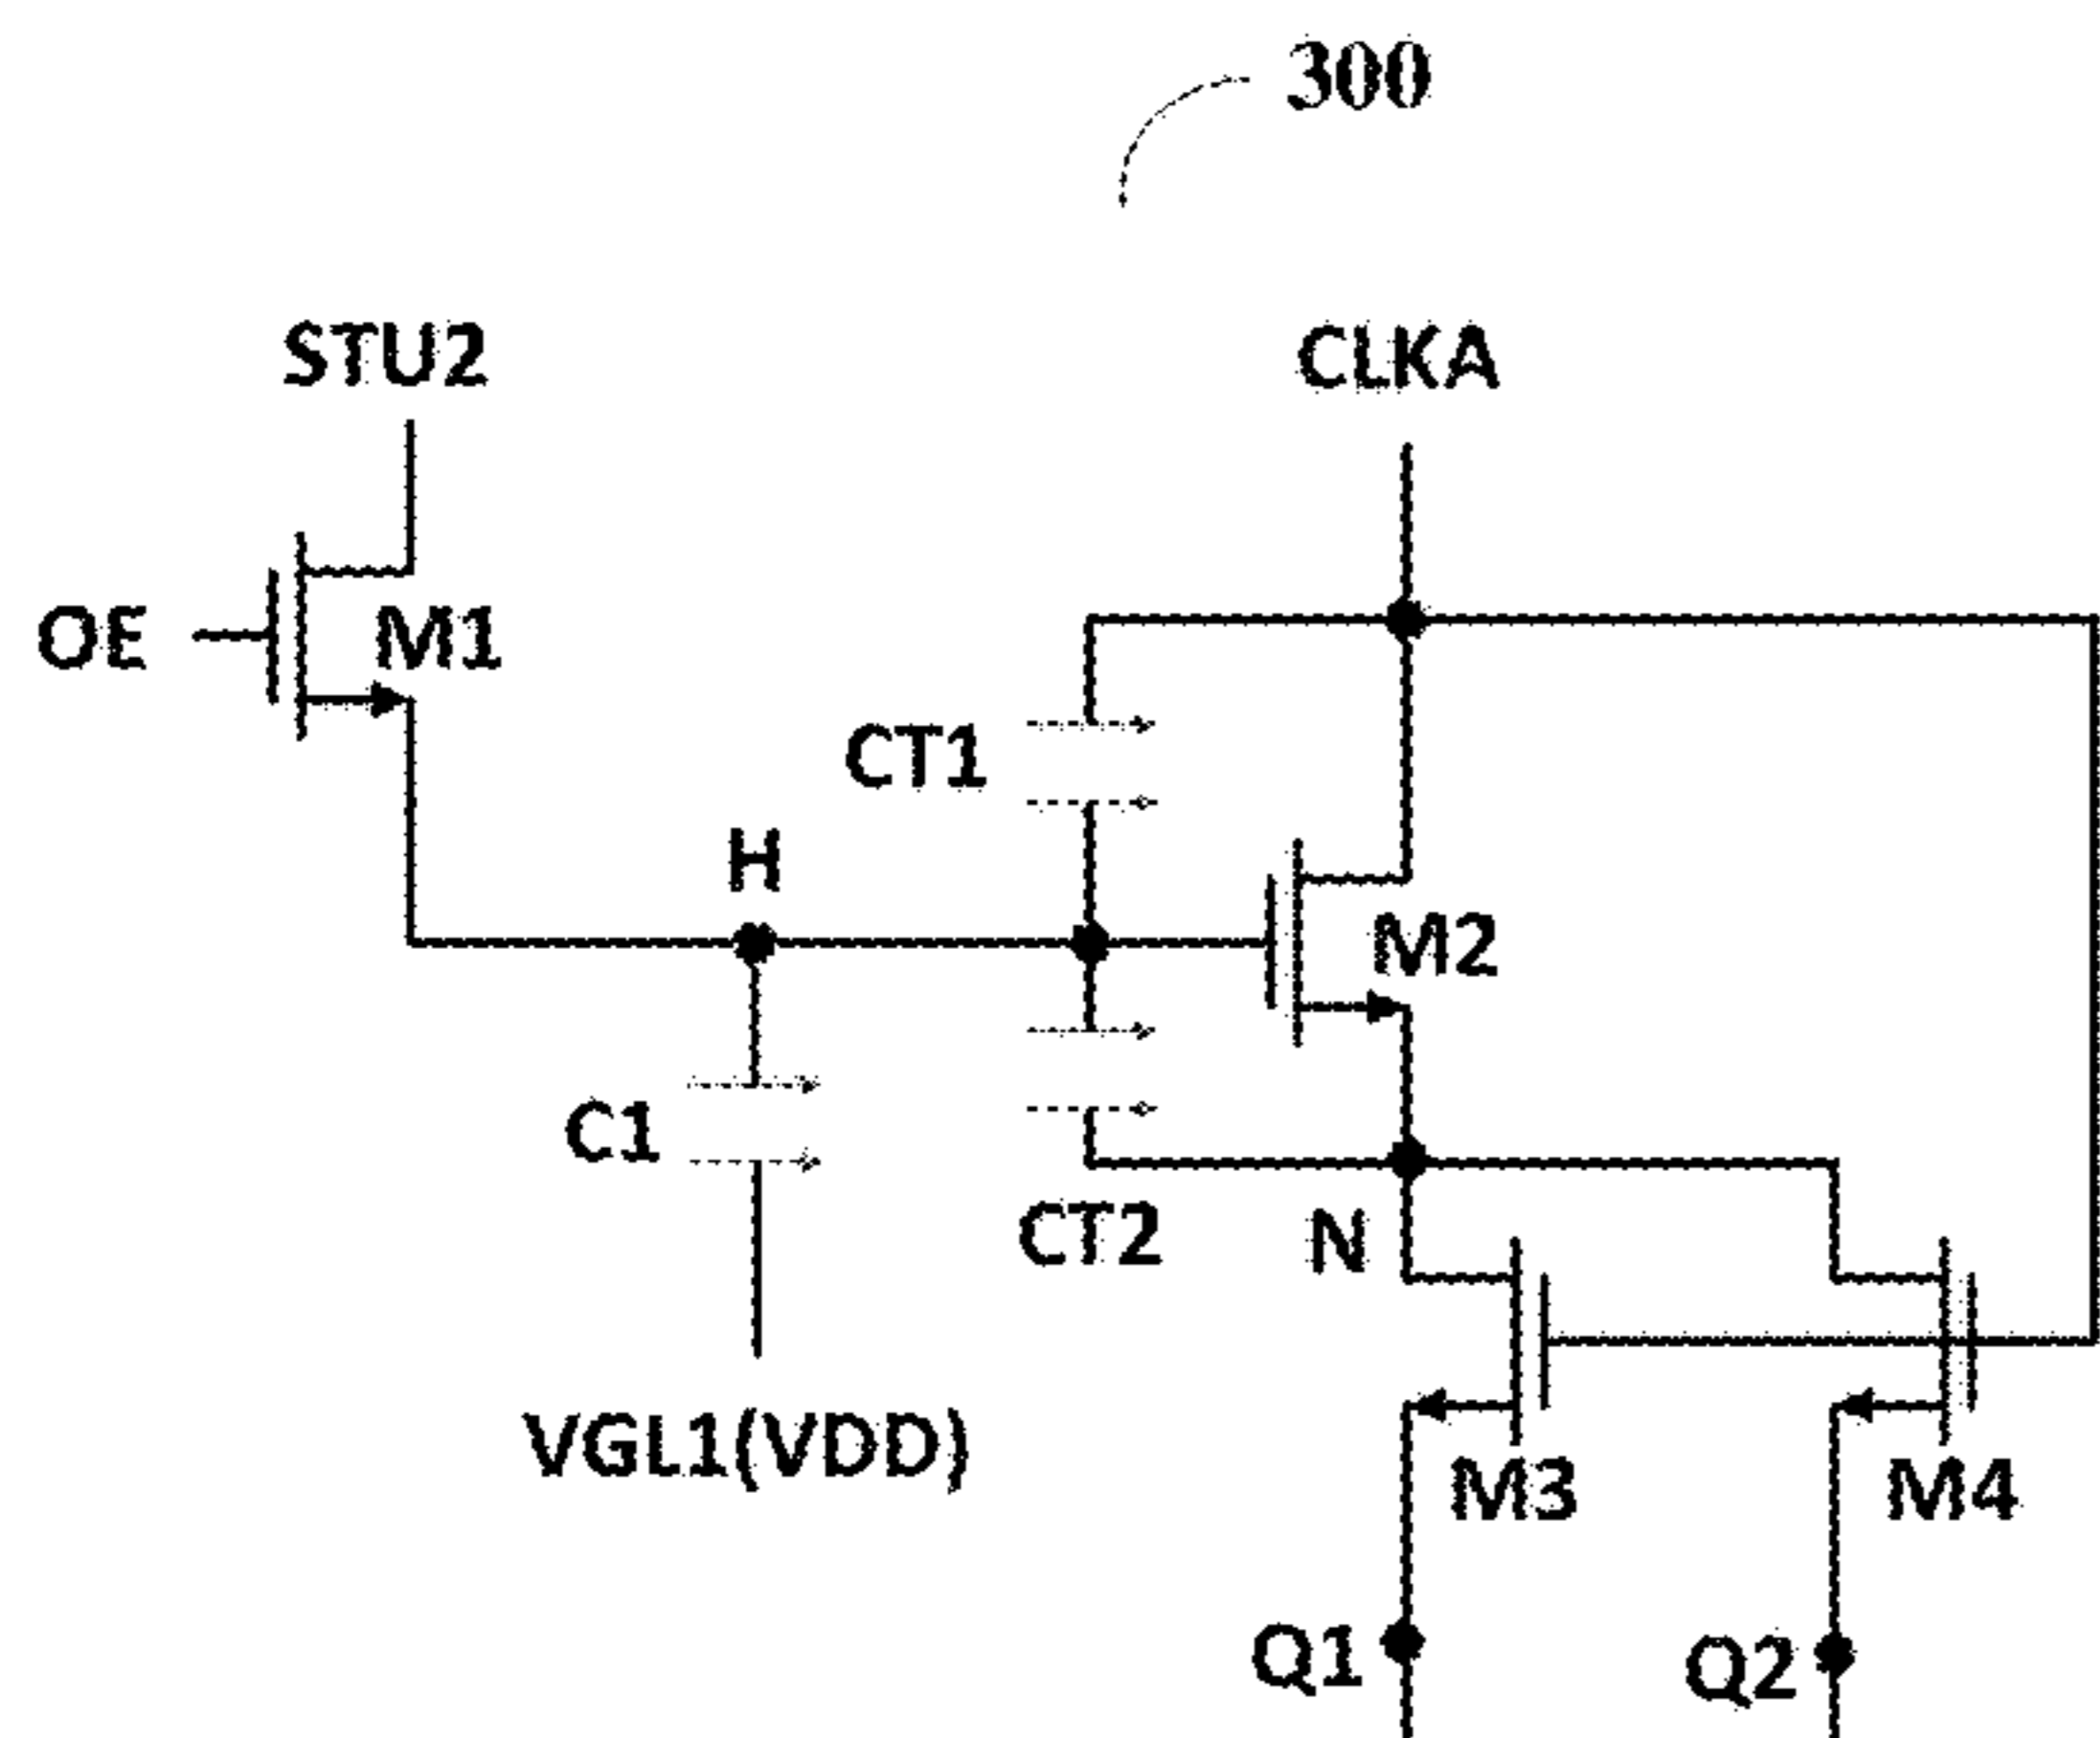 300
STU2
CLKA
OE
M1
CT1
H
M2
C1
CT2
N
VGL1(VDD)
M3
M4
Q1
Q2